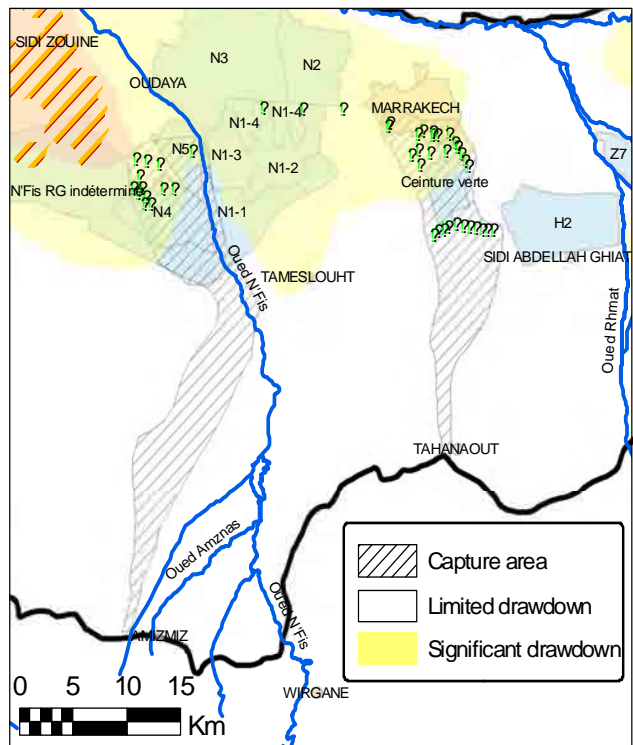 SIDI ZOUINE
N3
N2
OUDAYA
N1-4
N1-4
MARRAKECH
N5
N1-3
N1-2
Z7
N'Fis RG indéterminé
Ceinture verte
N4
N1-1
H2
TAMESLOUHT
SIDI ABDELLAH GHIAT
Oued N'Fis
Oued Rhmat
TAHANAOUT
Oued Amznas
Oued N'Fis
AMIZMIZ
WIRGANE
Capture area
Limited drawdown
Significant drawdown
0 5 10 15
Km